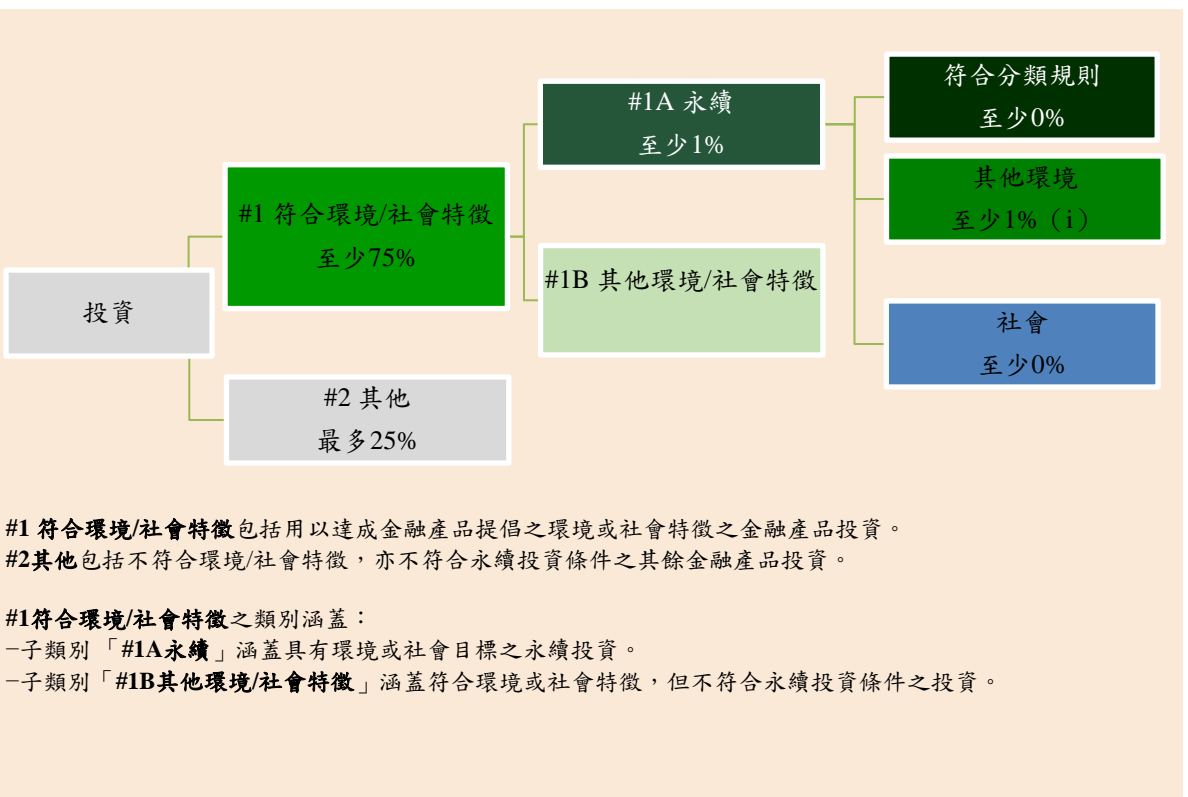 投資
#1 符合環境/社會特徵
至少75%
#2 其他
最多25%
#1A 永續
至少1%
#1B 其他環境/社會特徵
符合分類規則
至少0%
其他環境
至少1%（i）
社會
至少0%
#1 符合環境/社會特徵包括用以達成金融產品提倡之環境或社會特徵之金融產品投資。
#2其他包括不符合環境/社會特徵，亦不符合永續投資條件之其餘金融產品投資。
#1符合環境/社會特徵之類別涵蓋：
−子類別「#1A永續」涵蓋具有環境或社會目標之永續投資。
−子類別「#1B其他環境/社會特徵」涵蓋符合環境或社會特徵，但不符合永續投資條件之投資。